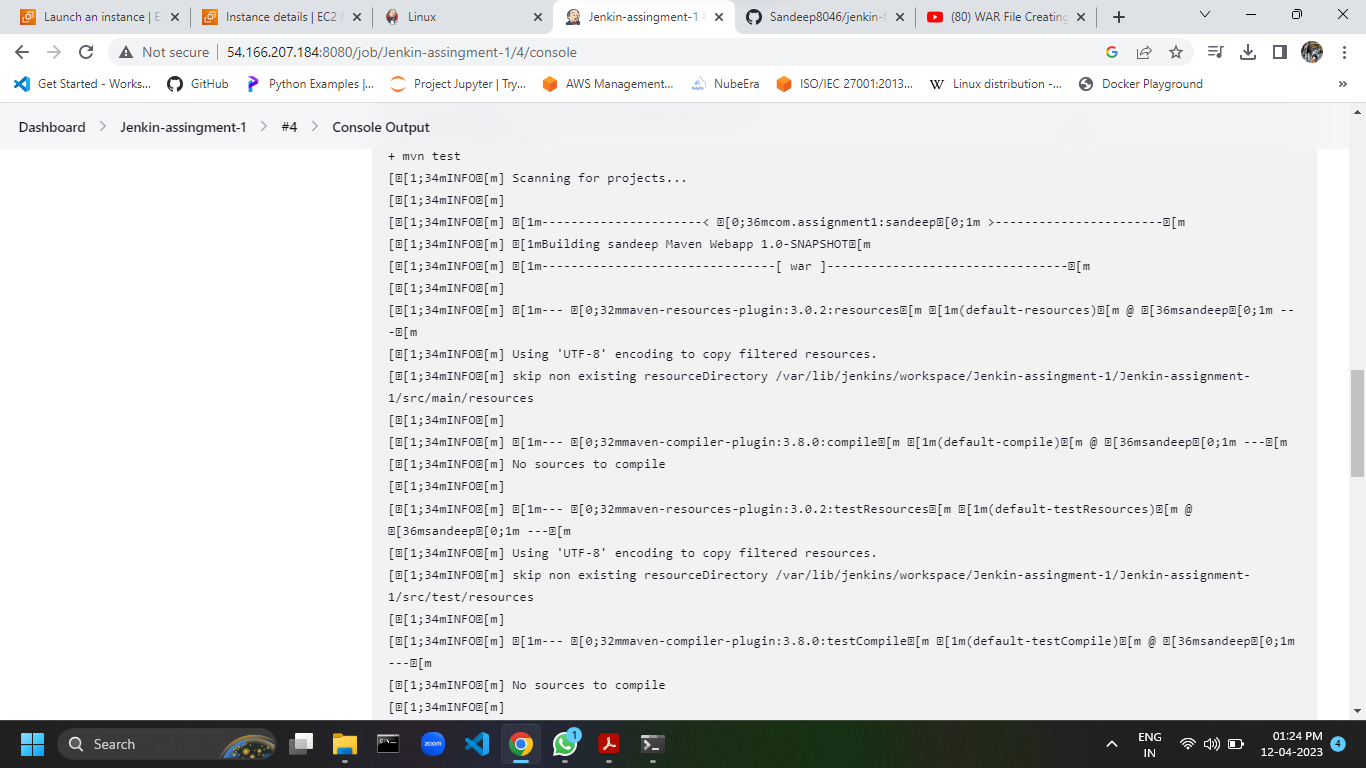 Launch an instance | E
Instance details | EC2
Linux
Jenkin-assingment-1
Sandeep8046/jenkin-
(80) WAR File Creating
Not secure
54.166.207.184:8080/job/Jenkin-assingment-1/4/console
Get Started - Works...
GitHub
Python Examples |...
Project Jupyter | Try...
AWS Management...
NubeEra
ISO/IEC 27001:2013...
Linux distribution -...
Docker Playground
»
Dashboard > Jenkin-assingment-1 > #4 > Console Output
+ mvn test
[␛[1;34mINFO␛[m] Scanning for projects...
[␛[1;34mINFO␛[m]
[␛[1;34mINFO␛[m] ␛[1m----------------------< ␛[0;36mcom.assignment1:sandeep␛[0;1m >-----------------------␛[m
[␛[1;34mINFO␛[m] ␛[1mBuilding sandeep Maven Webapp 1.0-SNAPSHOT␛[m
[␛[1;34mINFO␛[m] ␛[1m--------------------------------[ war ]---------------------------------␛[m
[␛[1;34mINFO␛[m]
[␛[1;34mINFO␛[m] ␛[1m--- ␛[0;32mmaven-resources-plugin:3.0.2:resources␛[m ␛[1m(default-resources)␛[m @ ␛[36msandeep␛[0;1m --
-␛[m
[␛[1;34mINFO␛[m] Using 'UTF-8' encoding to copy filtered resources.
[␛[1;34mINFO␛[m] skip non existing resourceDirectory /var/lib/jenkins/workspace/Jenkin-assingment-1/Jenkin-assignment-
1/src/main/resources
[␛[1;34mINFO␛[m]
[␛[1;34mINFO␛[m] ␛[1m--- ␛[0;32mmaven-compiler-plugin:3.8.0:compile␛[m ␛[1m(default-compile)␛[m @ ␛[36msandeep␛[0;1m ---␛[m
[␛[1;34mINFO␛[m] No sources to compile
[␛[1;34mINFO␛[m]
[␛[1;34mINFO␛[m] ␛[1m--- ␛[0;32mmaven-resources-plugin:3.0.2:testResources␛[m ␛[1m(default-testResources)␛[m @
␛[36msandeep␛[0;1m ---␛[m
[␛[1;34mINFO␛[m] Using 'UTF-8' encoding to copy filtered resources.
[␛[1;34mINFO␛[m] skip non existing resourceDirectory /var/lib/jenkins/workspace/Jenkin-assingment-1/Jenkin-assignment-
1/src/test/resources
[␛[1;34mINFO␛[m]
[␛[1;34mINFO␛[m] ␛[1m--- ␛[0;32mmaven-compiler-plugin:3.8.0:testCompile␛[m ␛[1m(default-testCompile)␛[m @ ␛[36msandeep␛[0;1m
---␛[m
[␛[1;34mINFO␛[m] No sources to compile
[␛[1;34mINFO␛[m]
Search
zoom
1
ENG
IN
01:24 PM
12-04-2023
4